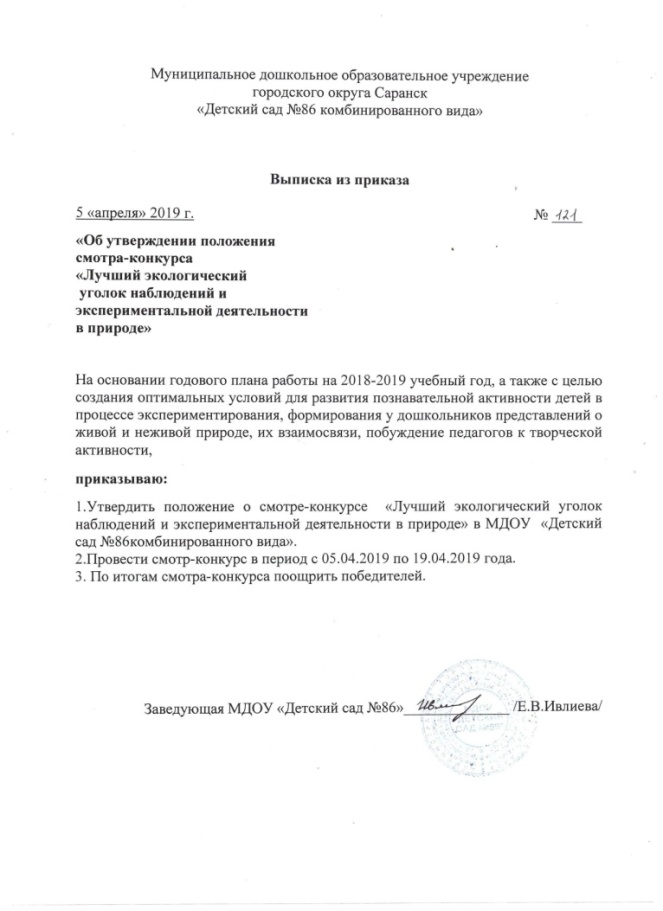 Муниципальное дошкольное образовательное учреждение
городского округа Саранск
«Детский сад №86 комбинированного вида»
Выписка из приказа
5 «апреля» 2019 г.
№ 121
«Об утверждении положения
смотра-конкурса
«Лучший экологический
уголок наблюдений и
экспериментальной деятельности
в природе»
На основании годового плана работы на 2018-2019 учебный год, а также с целью
создания оптимальных условий для развития познавательной активности детей в
процессе экспериментирования, формирования у дошкольников представлений о
живой и неживой природе, их взаимосвязи, побуждение педагогов к творческой
активности,
приказываю:
1.Утвердить положение о смотре-конкурсе «Лучший экологический уголок
наблюдений и экспериментальной деятельности в природе» в МДОУ «Детский
сад №86комбинированного вида».
2.Провести смотр-конкурс в период с 05.04.2019 по 19.04.2019 года.
3. По итогам смотра-конкурса поощрить победителей.
Заведующая МДОУ «Детский сад №86» /Е.В.Ивлиева/